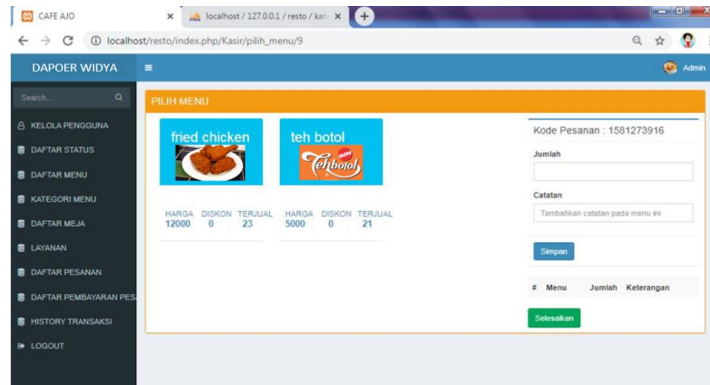 CAFE AJO
localhost / 127.0.0.1 / resto / kat
localhost/resto/index.php/Kasir/pilih_menu/9
DAPOER WIDYA
Admin
Search...
KELOLA PENGGUNA
DAFTAR STATUS
DAFTAR MENU
KATEGORI MENU
DAFTAR MEJA
LAYANAN
DAFTAR PESANAN
DAFTAR PEMBAYARAN PES
HISTORY TRANSAKSI
LOGOUT
PILIH MENU
fried chicken
HARGA DISKON TERJUAL
12000 0 23
teh botol
Tehbotol
HARGA DISKON TERJUAL
5000 0 21
Kode Pesanan : 1581273916
Jumlah
Catatan
Tambahkan catatan pada menu ini
Simpan
# Menu Jumlah Keterangan
Selesaikan